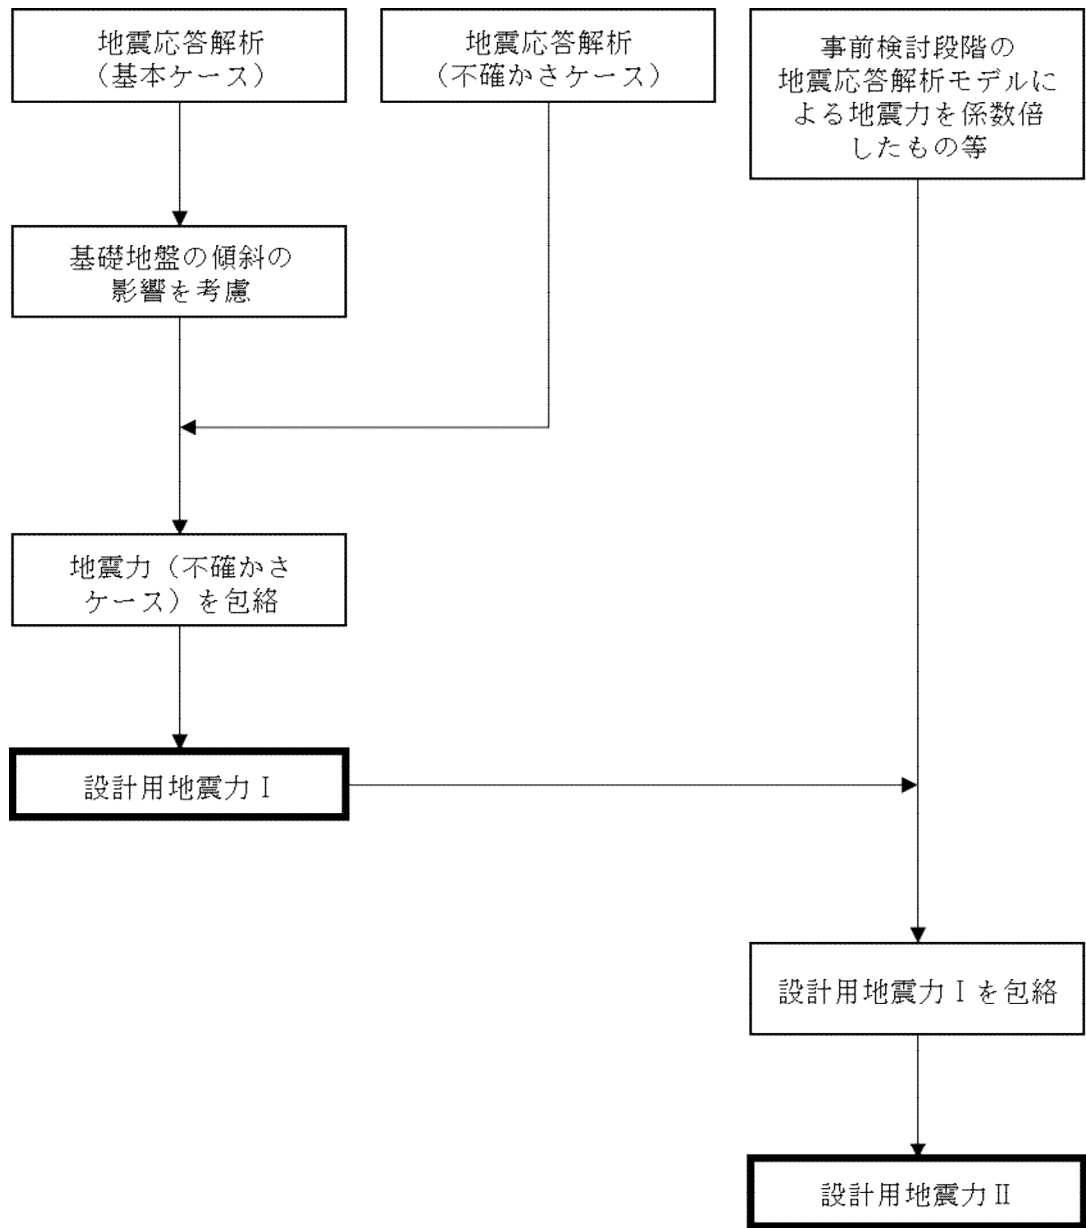 地震応答解析
（基本ケース）
地震応答解析
（不確かさケース）
事前検討段階の
地震応答解析モデルに
よる地震力を係数倍
したもの等
基礎地盤の傾斜の
影響を考慮
地震力（不確かさ
ケース）を包絡
設計用地震力Ⅰ
設計用地震力Ⅰを包絡
設計用地震力Ⅱ